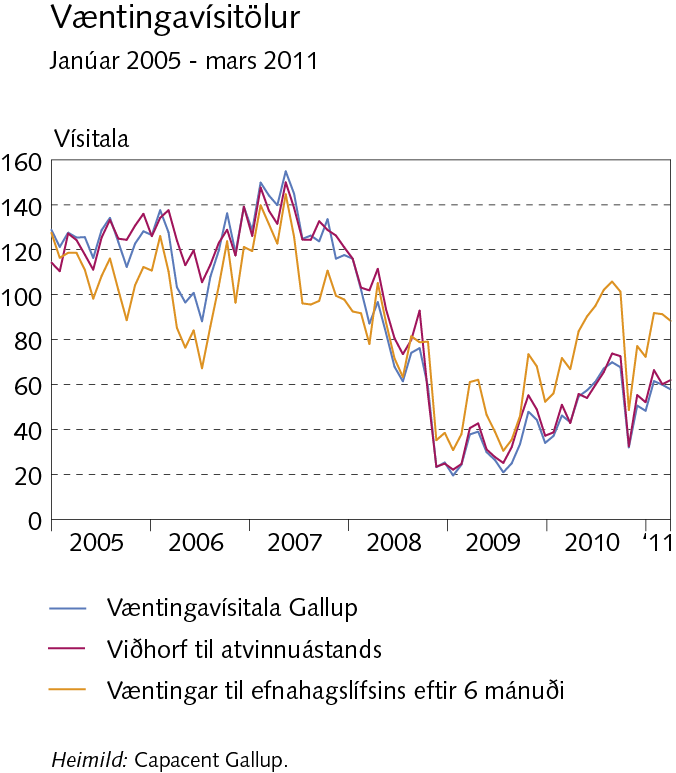 Væntingavísitölur
Janúar 2005 - mars 2011
Vísitala
160
140
120
100
80
60
40
20
0
2005 2006 2007 2008 2009 2010 '11
Væntingavísitala Gallup
Viðhorf til atvinnuástands
Væntingar til efnahagslífsins eftir 6 mánuði
Heimild: Capacent Gallup.